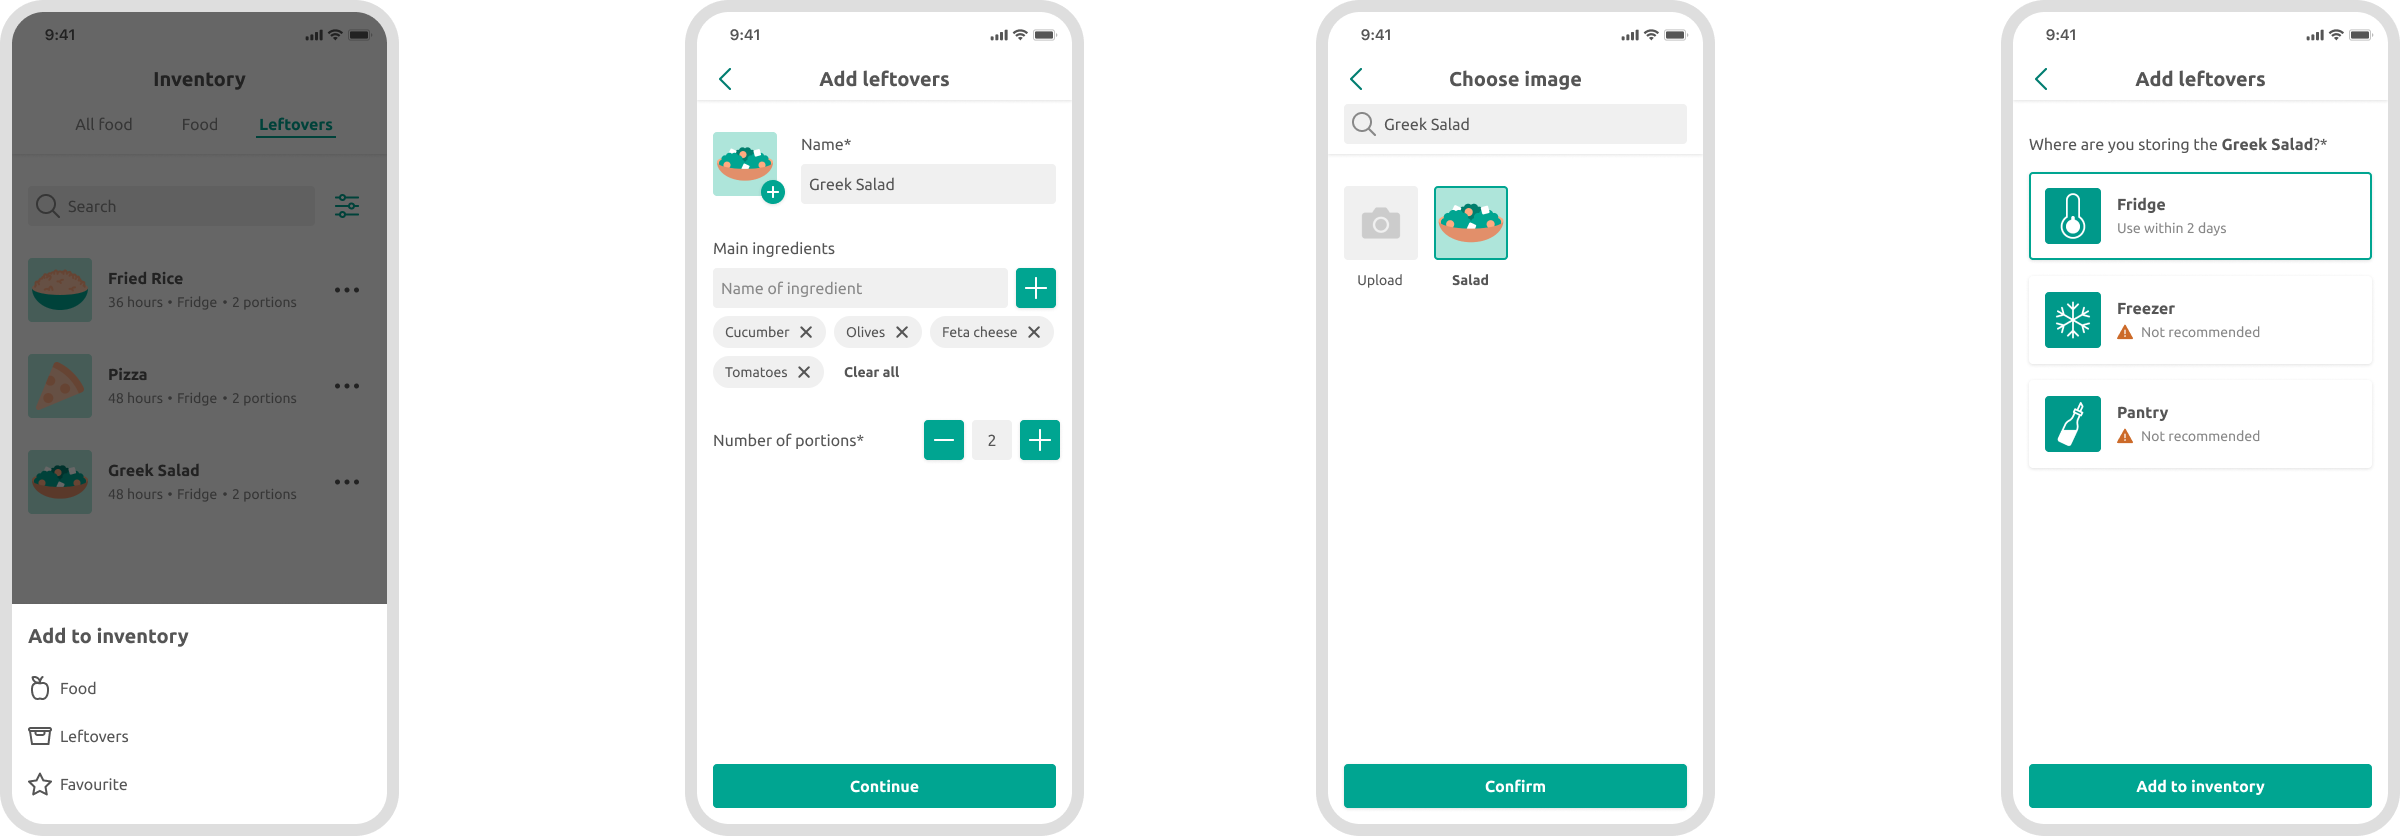 9:41
Inventory
All food Food Leftovers
Search
Fried Rice
36 hours • Fridge • 2 portions
Pizza
48 hours • Fridge • 2 portions
Greek Salad
48 hours • Fridge • 2 portions
Add to inventory
Food
Leftovers
Favourite
9:41
Add leftovers
Name*
Greek Salad
Main ingredients
Name of ingredient
Cucumber Olives Feta cheese
Tomatoes Clear all
Number of portions* 2
Continue
9:41
Choose image
Greek Salad
Upload Salad
Confirm
9:41
Add leftovers
Where are you storing the Greek Salad?*
Fridge
Use within 2 days
Freezer
Not recommended
Pantry
Not recommended
Add to inventory